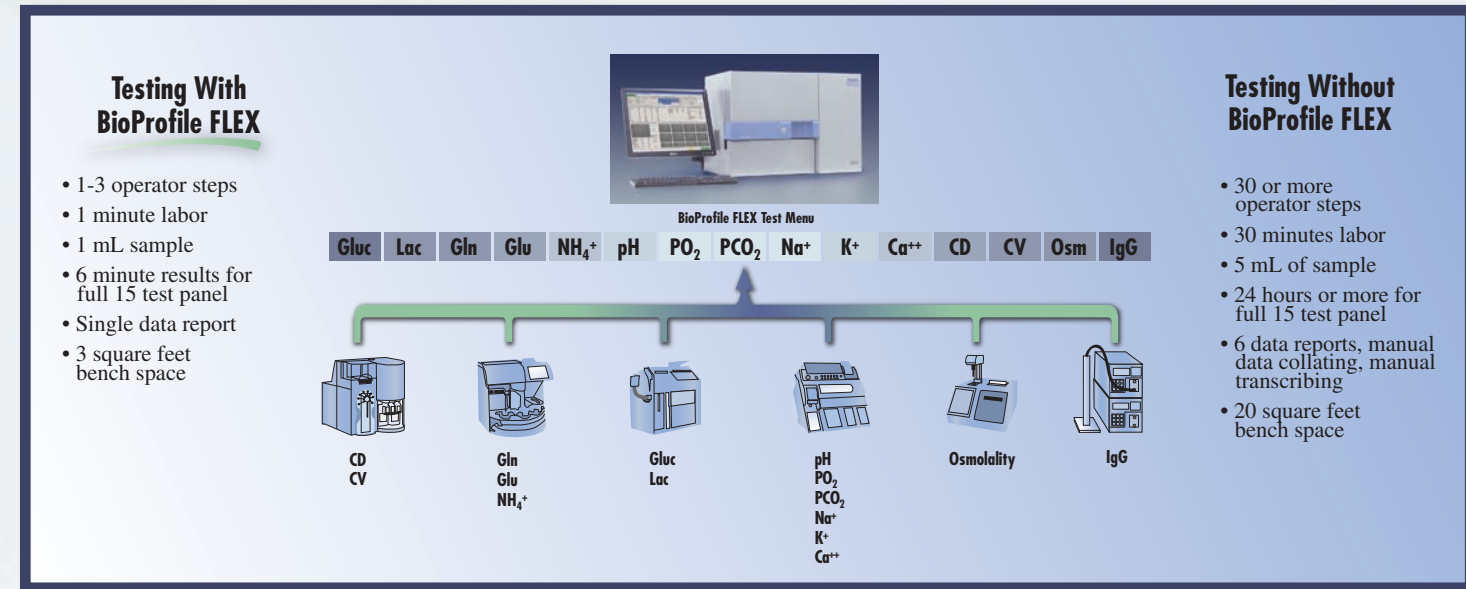 Testing With
BioProfile FLEX
• 1-3 operator steps
• 1 minute labor
• 1 mL sample
• 6 minute results for
full 15 test panel
• Single data report
• 3 square feet
bench space
BioProfile FLEX Test Menu
Gluc Lac Gln Glu NH₄⁺ pH PO₂ PCO₂ Na⁺ K⁺ Ca⁺⁺ CD CV Osm IgG
CD
CV
Gln
Glu
NH₄⁺
Gluc
Lac
pH
PO₂
PCO₂
Na⁺
K⁺
Ca⁺⁺
Osmolality
IgG
Testing Without
BioProfile FLEX
• 30 or more
operator steps
• 30 minutes labor
• 5 mL of sample
• 24 hours or more for
full 15 test panel
• 6 data reports, manual
data collating, manual
transcribing
• 20 square feet
bench space